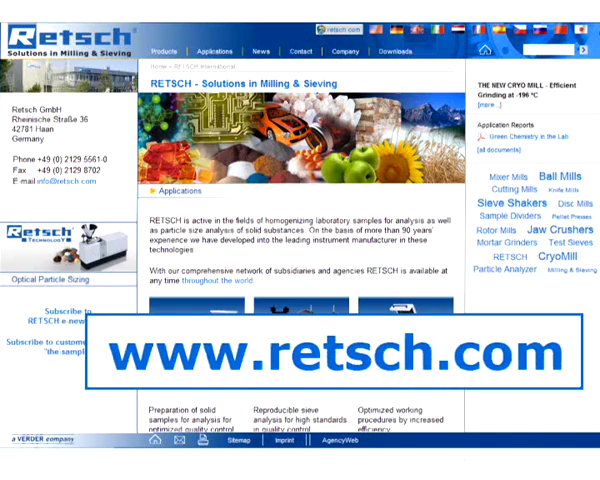 Retsch®
Solutions in Milling & Sieving
retsch.com
Products
Applications
News
Contact
Company
Downloads
Home » RETSCH International
RETSCH - Solutions in Milling & Sieving
Retsch GmbH
Rheinische Straße 36
42781 Haan
Germany
Phone +49 (0) 2129 5561-0
Fax +49 (0) 2129 8702
E-mail info@retsch.com
Retsch®
TECHNOLOGY
Optical Particle Sizing
Subscribe to
RETSCH e-new
Subscribe to custome
"the sampl
Applications
RETSCH is active in the fields of homogenizing laboratory samples for analysis as well
as particle size analysis of solid substances. On the basis of more than 90 years'
experience we have developed into the leading instrument manufacturer in these
technologies.
With our comprehensive network of subsidiaries and agencies RETSCH is available at
any time throughout the world.
THE NEW CRYO MILL - Efficient
Grinding at -196 °C
[more...]
Application Reports
Green Chemistry in the Lab
[all documents]
Mixer Mills Ball Mills
Cutting Mills Knife Mills
Sieve Shakers Disc Mills
Sample Dividers Pellet Presses
Rotor Mills Jaw Crushers
Mortar Grinders Test Sieves
RETSCH CryoMill
Particle Analyzer Milling & Sieving
www.retsch.com
Preparation of solid
samples for analysis for
optimized quality control
Reproducible sieve
analysis for high standards
in quality control
Optimized working
procedures by increased
efficiency
a VERDER company
Sitemap
Imprint
AgencyWeb